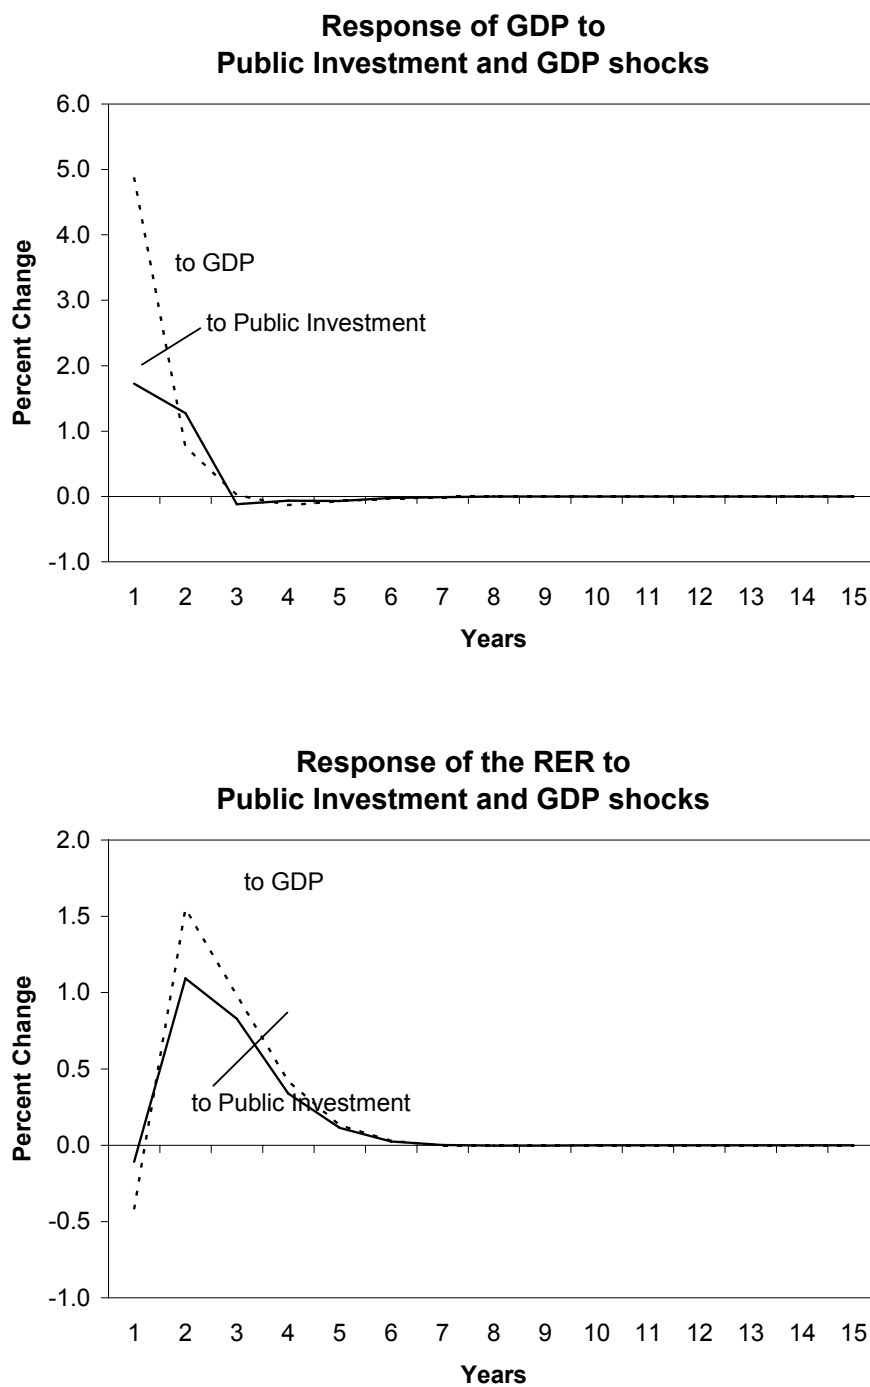 Response of GDP to
Public Investment and GDP shocks
6.0
5.0
4.0
3.0
2.0
1.0
0.0
-1.0
Percent Change
to GDP
to Public Investment
1 2 3 4 5 6 7 8 9 10 11 12 13 14 15
Years
Response of the RER to
Public Investment and GDP shocks
2.0
1.5
1.0
0.5
0.0
-0.5
-1.0
Percent Change
to GDP
to Public Investment
1 2 3 4 5 6 7 8 9 10 11 12 13 14 15
Years